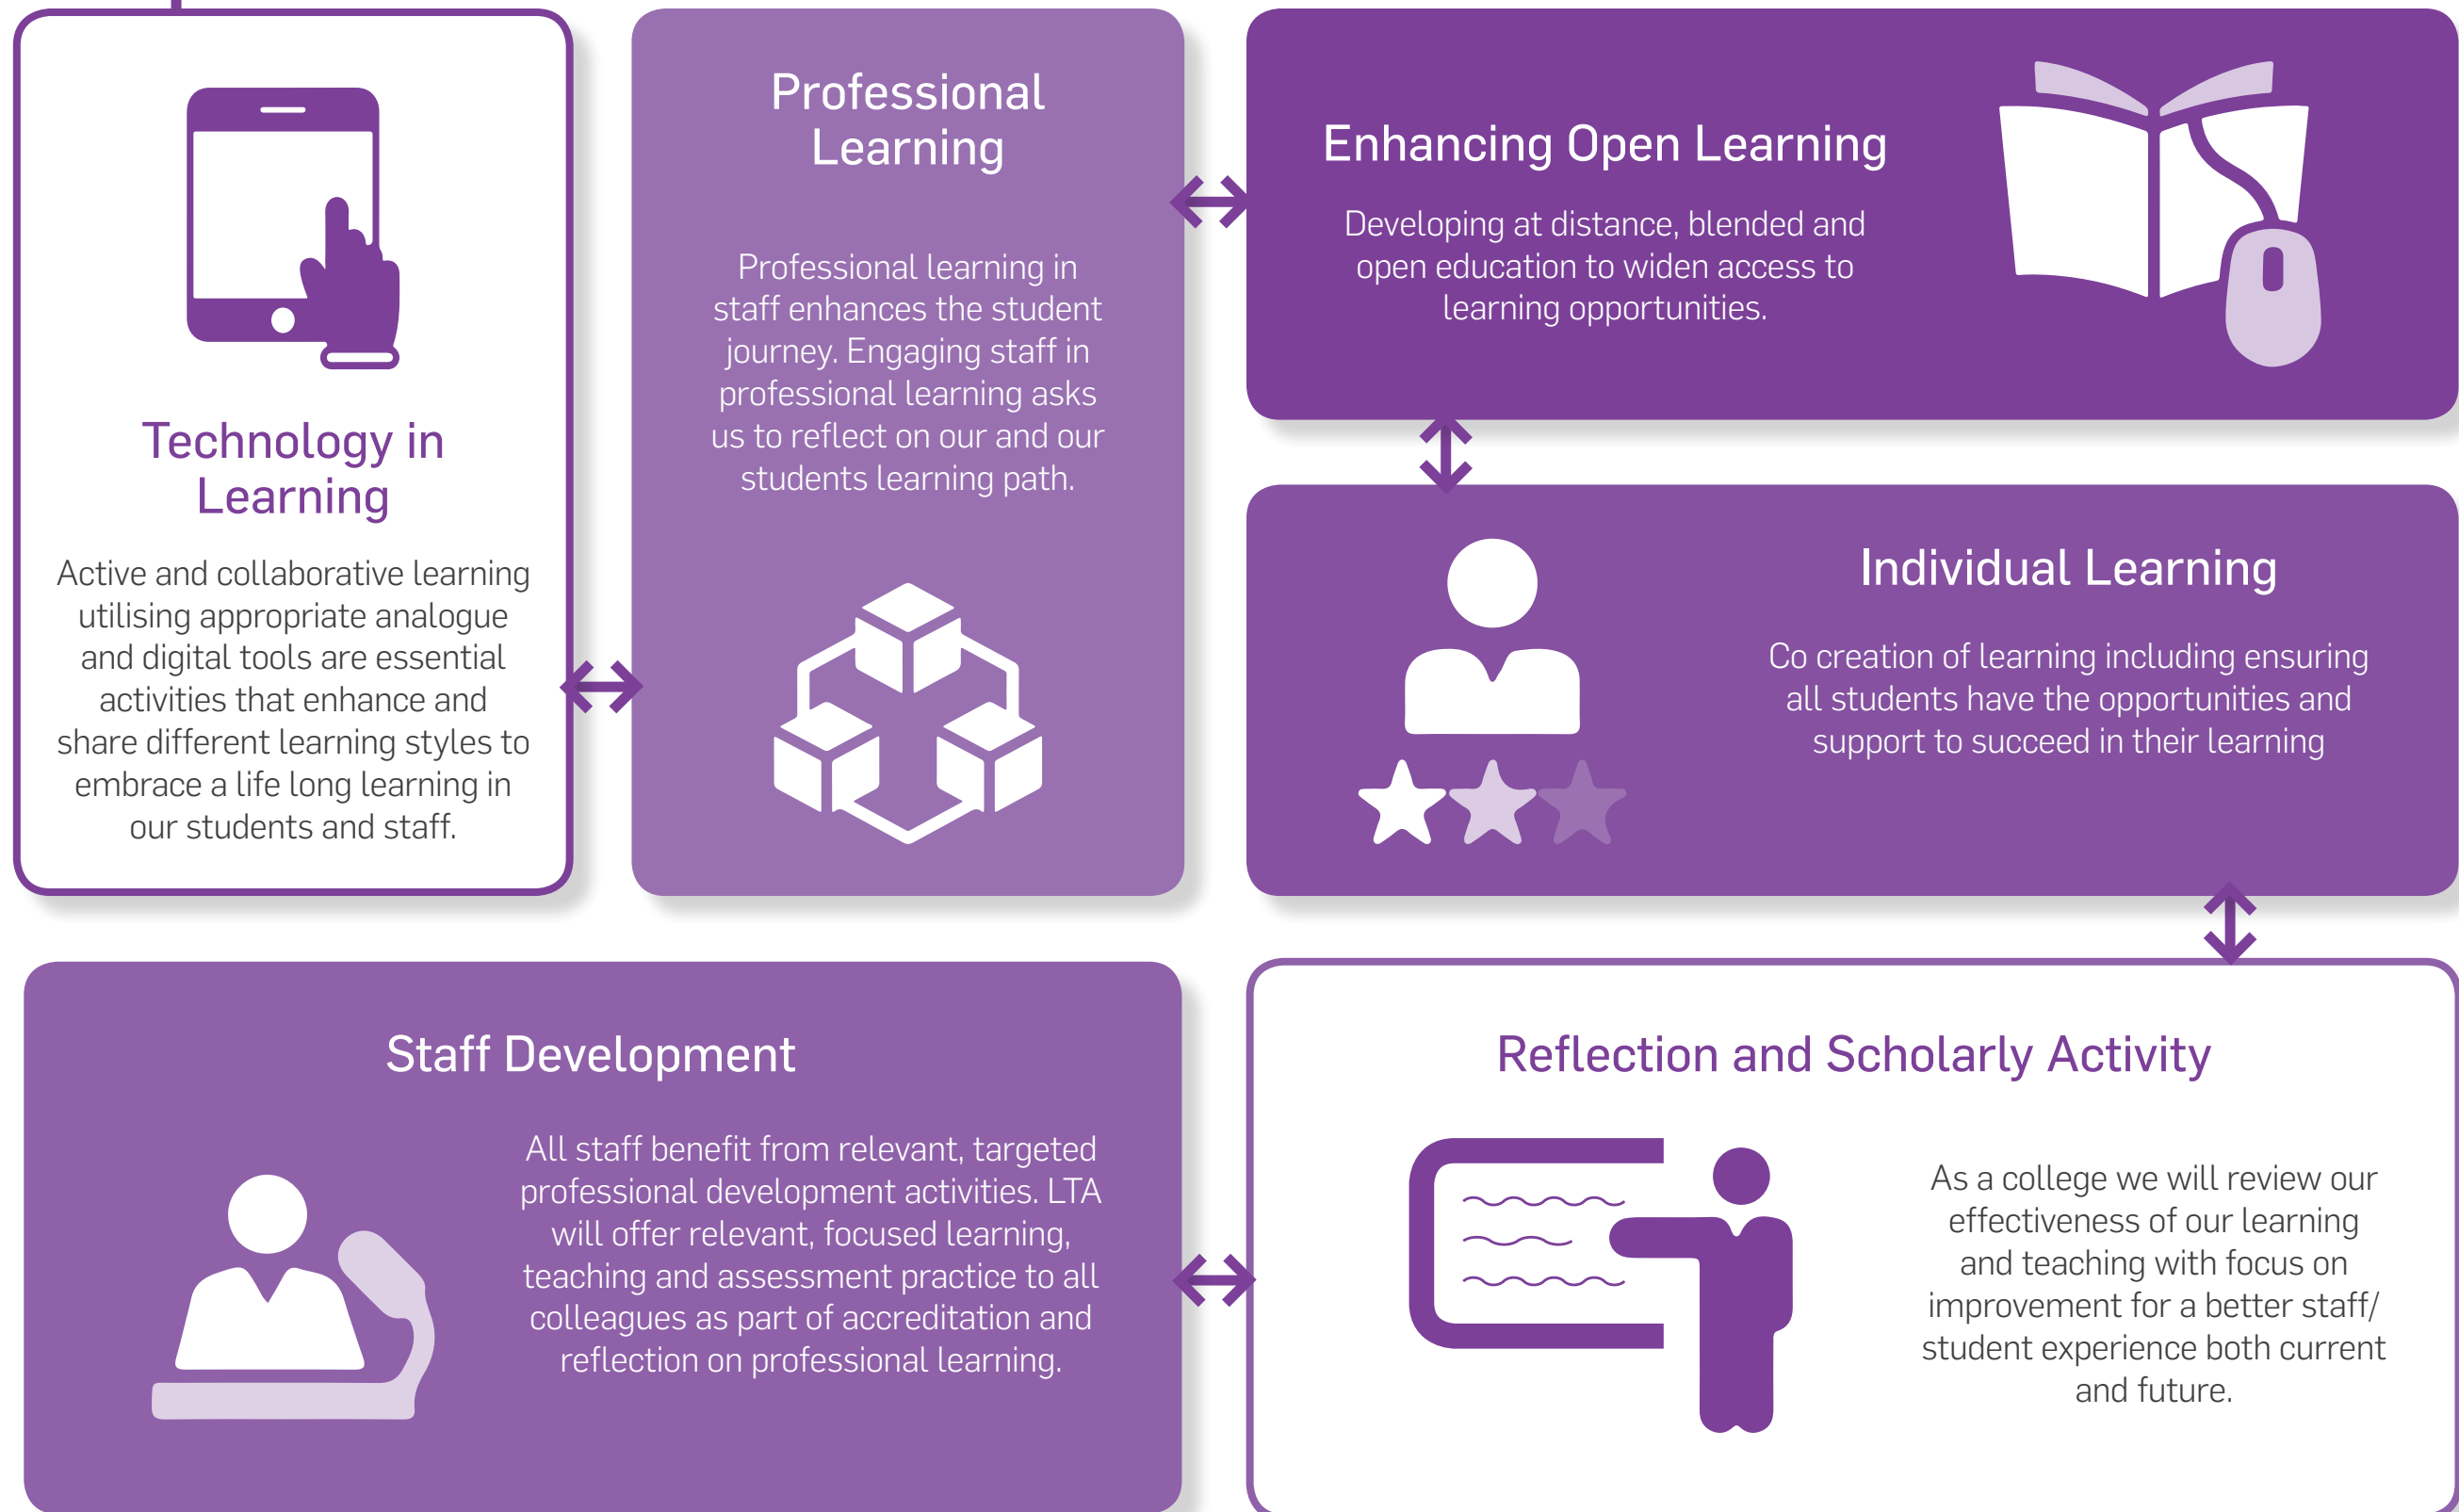 Technology in
Learning
Active and collaborative learning
utilising appropriate analogue
and digital tools are essential
activities that enhance and
share different learning styles to
embrace a life long learning in
our students and staff.
Professional
Learning
Professional learning in
staff enhances the student
journey. Engaging staff in
professional learning asks
us to reflect on our and our
students learning path.
Enhancing Open Learning
Developing at distance, blended and
open education to widen access to
learning opportunities.
Individual Learning
Co creation of learning including ensuring
all students have the opportunities and
support to succeed in their learning
Staff Development
All staff benefit from relevant, targeted
professional development activities. LTA
will offer relevant, focused learning,
teaching and assessment practice to all
colleagues as part of accreditation and
reflection on professional learning.
Reflection and Scholarly Activity
As a college we will review our
effectiveness of our learning
and teaching with focus on
improvement for a better staff/
student experience both current
and future.